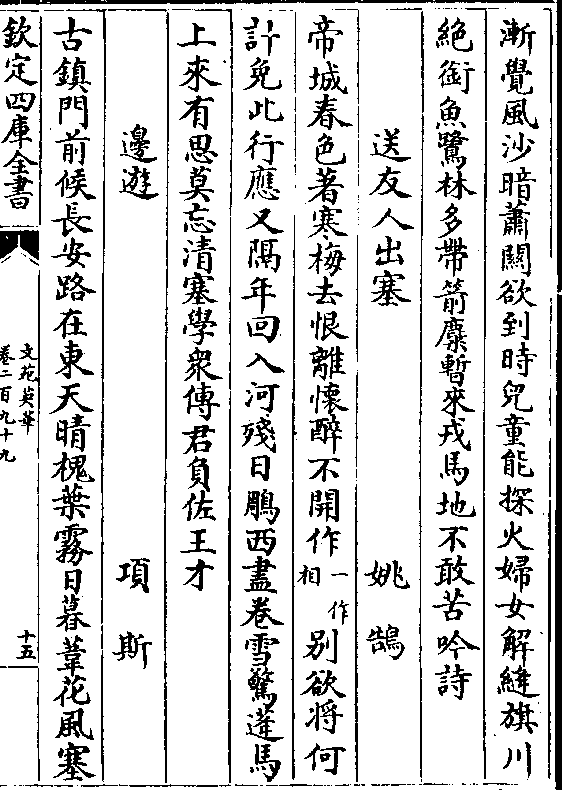 漸覺風沙暗蕭闗欲到時兒童能探火婦女解縫旗川
絶銜魚鷺林多帶箭麋暫來戎馬地不敢苦吟詩
送友人出塞 姚鵠
帝城春色著寒梅去恨離懷醉不開作一作相别欲將何
計免此行應又隔年回入河殘日鵰西盡卷雪驚蓬馬
上來有思莫忘清塞學衆傳君負佐王才
邊遊 項斯
古鎮門前候長安路在東天晴槐葉霧日暮葦花風塞
欽定四庫全書
文苑英華
卷二百九十九
十五